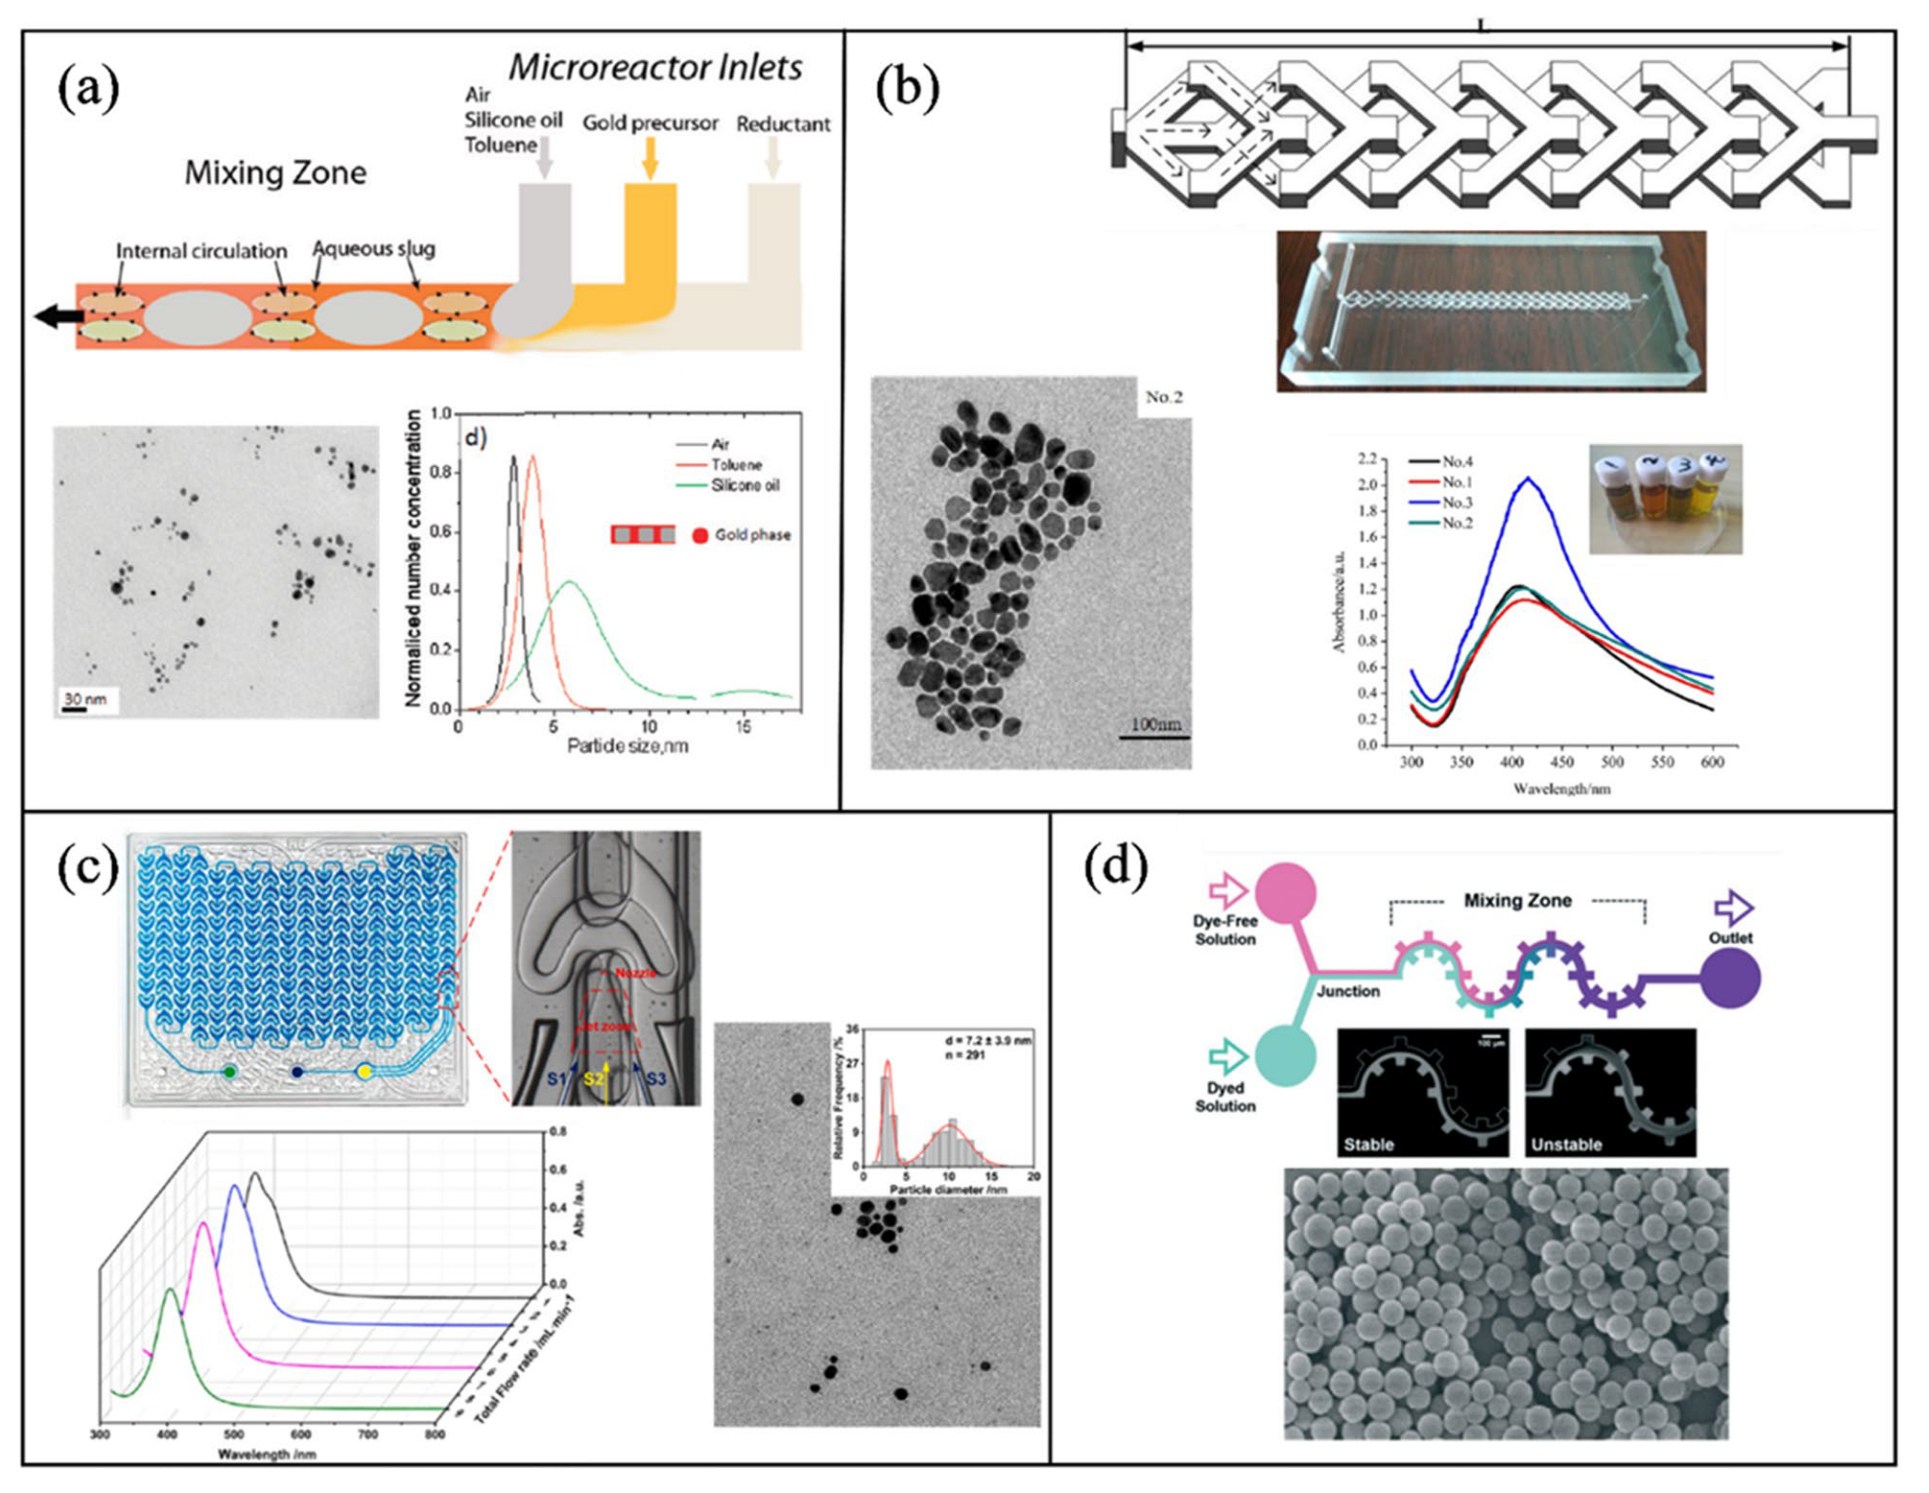 (a)
Microreactor Inlets
Air
Silicone oil
Toluene
Gold precursor
Reductant
Mixing Zone
Internal circulation
Aqueous slug
30 nm
d)
Normaliced number concentration
1.0
0.8
0.6
0.4
0.2
0.0
0
5
10
15
Particle size,nm
Air
Toluene
Silicone oil
Gold phase
(b)
L
No.2
100nm
1 2 3 4
Absorbance/a.u.
2.2
2.0
1.8
1.6
1.4
1.2
1.0
0.8
0.6
0.4
0.2
0.0
No.4
No.1
No.3
No.2
300 350 400 450 500 550 600
Wavelength/nm
(c)
Nozzle
Jet zone
S1 S2 S3
0.8
0.6
0.4
0.2
0.0
Abs. /a.u.
Total Flow rate /mL·min⁻¹
300 400 500 600 700 800
Wavelength /nm
Relative Frequency /%
36
27
18
9
0
d = 7.2 ± 3.9 nm
n = 291
0 5 10 15 20
Particle diameter /nm
(d)
Dye-Free
Solution
Mixing Zone
Outlet
Junction
Dyed
Solution
100 µm
Stable
Unstable